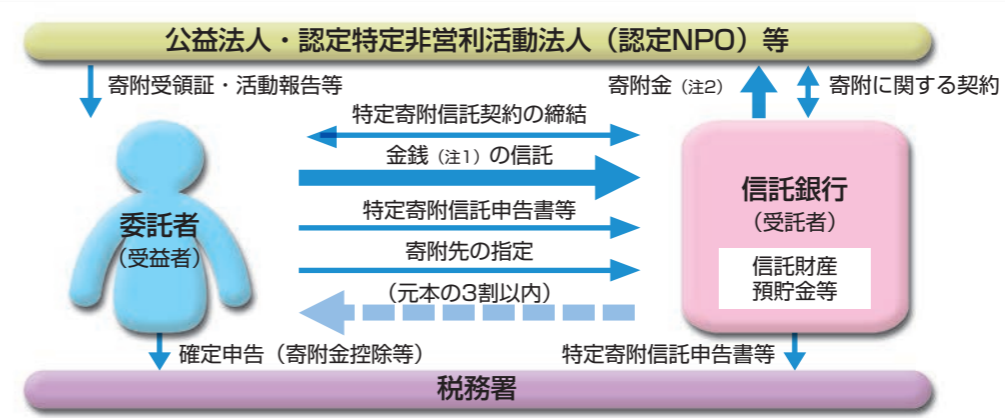 公益法人・認定特定非営利活動法人（認定NPO）等
寄附受領証・活動報告等
寄附金（注2）
寄附に関する契約
特定寄附信託契約の締結
金銭（注1）の信託
特定寄附信託申告書等
寄附先の指定
（元本の3割以内）
委託者
（受益者）
信託銀行
（受託者）
信託財産
預貯金等
確定申告（寄附金控除等）
特定寄附信託申告書等
税務署